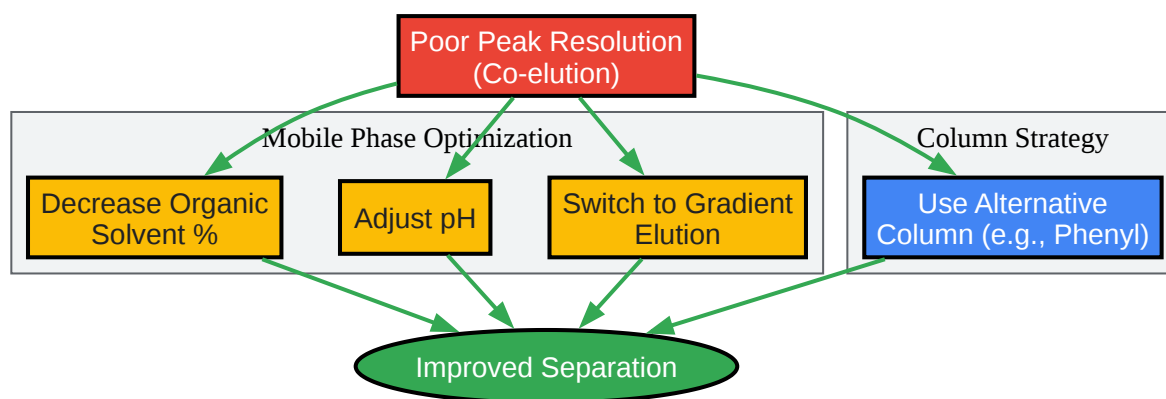 Poor Peak Resolution
(Co-elution)
Mobile Phase Optimization
Column Strategy
Decrease Organic
Solvent %
Adjust pH
Switch to Gradient
Elution
Use Alternative
Column (e.g., Phenyl)
Improved Separation